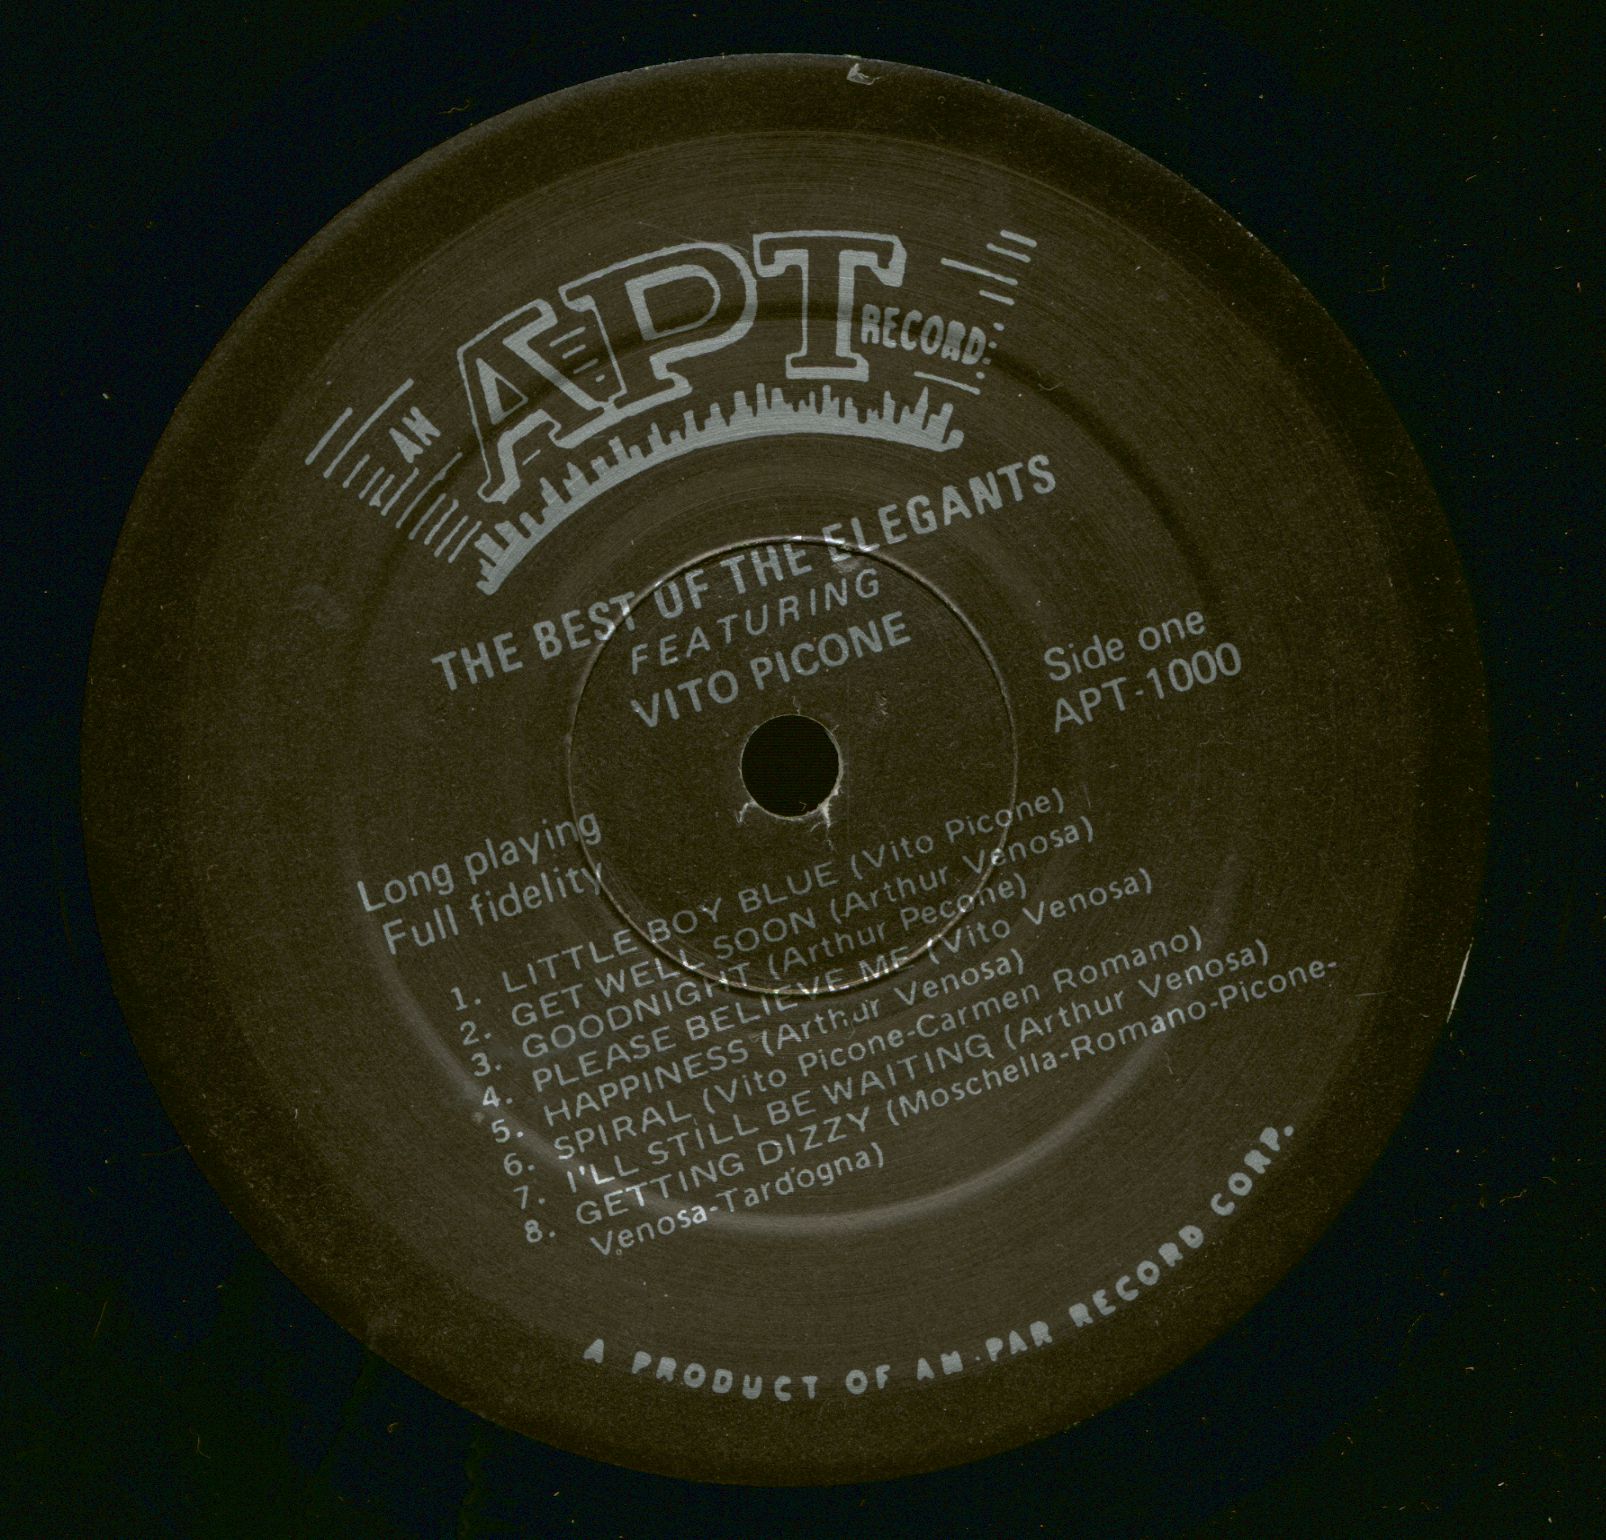 AN
APT
RECORD
THE BEST OF THE ELEGANTS
FEATURING
VITO PICONE
Side one
APT-1000
Long playing
Full fidelity
1. LITTLE BOY BLUE (Vito Picone)
2. GET WELL SOON (Arthur Venosa)
3. GOODNIGHT (Arthur Pecone)
4. PLEASE BELIEVE ME (Vito Venosa)
5. HAPPINESS (Arthur Venosa)
6. SPIRAL (Vito Picone-Carmen Romano)
7. I'LL STILL BE WAITING (Arthur Venosa)
8. GETTING DIZZY (Moschella-Romano-Picone-
Venosa-Tardogna)
A PRODUCT OF AM-PAR RECORD CORP.